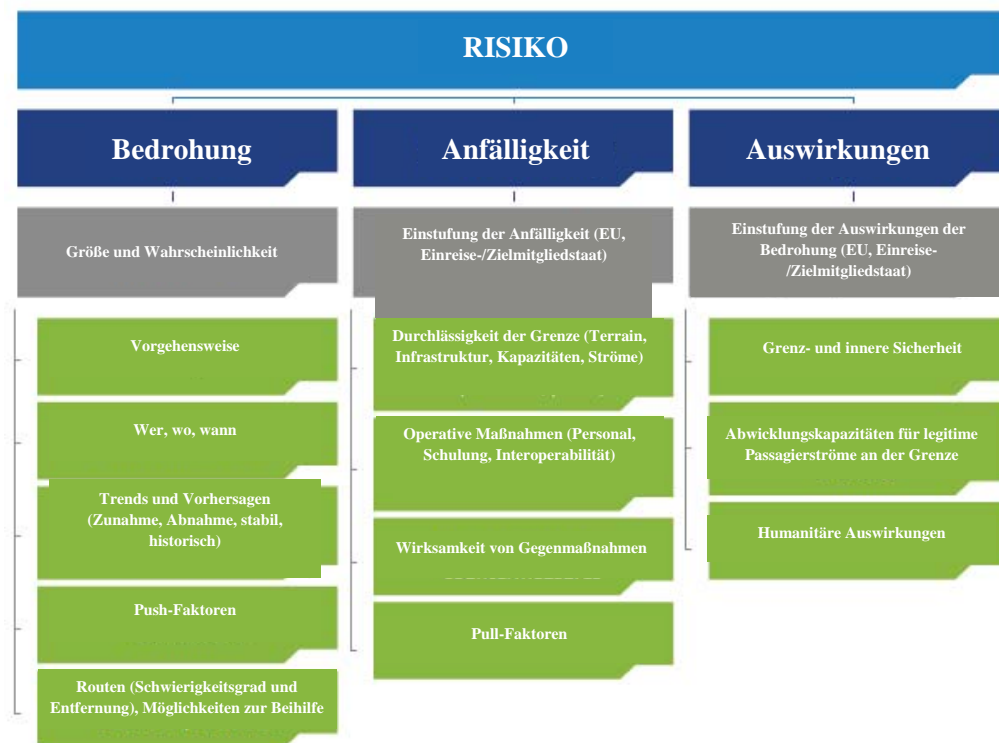 RISIKO
Bedrohung
Größe und Wahrscheinlichkeit
Vorgehensweise
Wer, wo, wann
Trends und Vorhersagen
(Zunahme, Abnahme, stabil,
historisch)
Push-Faktoren
Routen (Schwierigkeitsgrad und
Entfernung), Möglichkeiten zur Beihilfe
Anfälligkeit
Einstufung der Anfälligkeit (EU,
Einreise-/Zielmitgliedstaat)
Durchlässigkeit der Grenze (Terrain,
Infrastruktur, Kapazitäten, Ströme)
Operative Maßnahmen (Personal,
Schulung, Interoperabilität)
Wirksamkeit von Gegenmaßnahmen
Pull-Faktoren
Auswirkungen
Einstufung der Auswirkungen der
Bedrohung (EU, Einreise-
/Zielmitgliedstaat)
Grenz- und innere Sicherheit
Abwicklungskapazitäten für legitime
Passagierströme an der Grenze
Humanitäre Auswirkungen